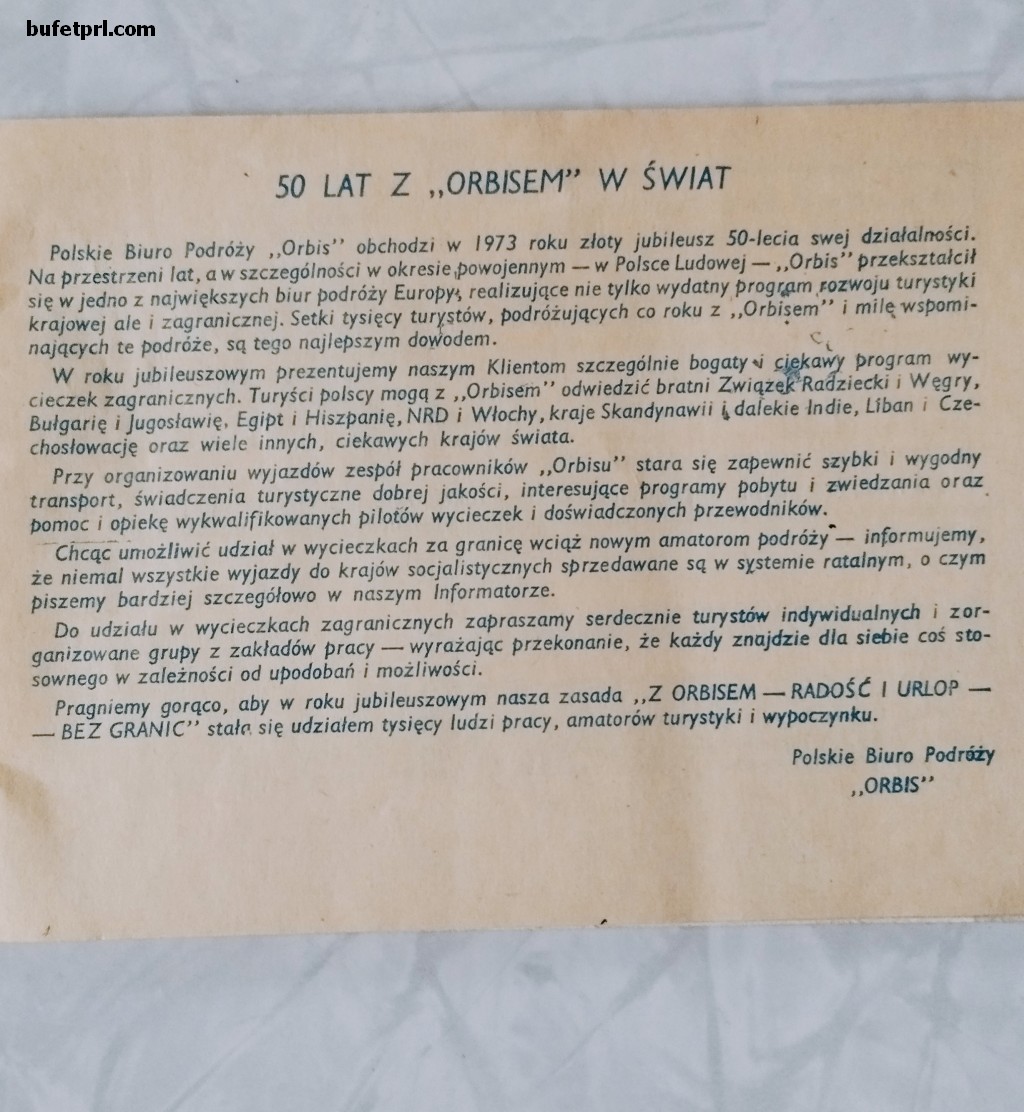 bufetprl.com
50 LAT Z „ORBISEM” W ŚWIAT
Polskie Biuro Podróży „Orbis” obchodzi w 1973 roku złoty jubileusz 50-lecia swej działalności.
Na przestrzeni lat, a w szczególności w okresie powojennym — w Polsce Ludowej — „Orbis” przekształcił
się w jedno z największych biur podróży Europy, realizujące nie tylko wydatny program rozwoju turystyki
krajowej ale i zagranicznej. Setki tysięcy turystów, podróżujących co roku z „Orbisem” i milę wspomi-
nających te podróże, są tego najlepszym dowodem.
W roku jubileuszowym prezentujemy naszym Klientom szczególnie bogaty i ciekawy program wy-
cieczek zagranicznych. Turyści polscy mogą z „Orbisem” odwiedzić bratni Związek Radziecki i Węgry,
Bułgarię i Jugosławię, Egipt i Hiszpanię, NRD i Włochy, kraje Skandynawii i dalekie Indie, Liban i Cze-
chosłowację oraz wiele innych, ciekawych krajów świata.
Przy organizowaniu wyjazdów zespół pracowników „Orbisu” stara się zapewnić szybki i wygodny
transport, świadczenia turystyczne dobrej jakości, interesujące programy pobytu i zwiedzania oraz
pomoc i opiekę wykwalifikowanych pilotów wycieczek i doświadczonych przewodników.
Chcąc umożliwić udział w wycieczkach za granicę wciąż nowym amatorom podróży — informujemy,
że niemal wszystkie wyjazdy do krajów socjalistycznych sprzedawane są w systemie ratalnym, o czym
piszemy bardziej szczegółowo w naszym Informatorze.
Do udziału w wycieczkach zagranicznych zapraszamy serdecznie turystów indywidualnych i zor-
ganizowane grupy z zakładów pracy — wyrażając przekonanie, że każdy znajdzie dla siebie coś sto-
sownego w zależności od upodobań i możliwości.
Pragniemy gorąco, aby w roku jubileuszowym nasza zasada „Z ORBISEM — RADOŚĆ I URLOP —
— BEZ GRANIC” stała się udziałem tysięcy ludzi pracy, amatorów turystyki i wypoczynku.
Polskie Biuro Podróży
„ORBIS”